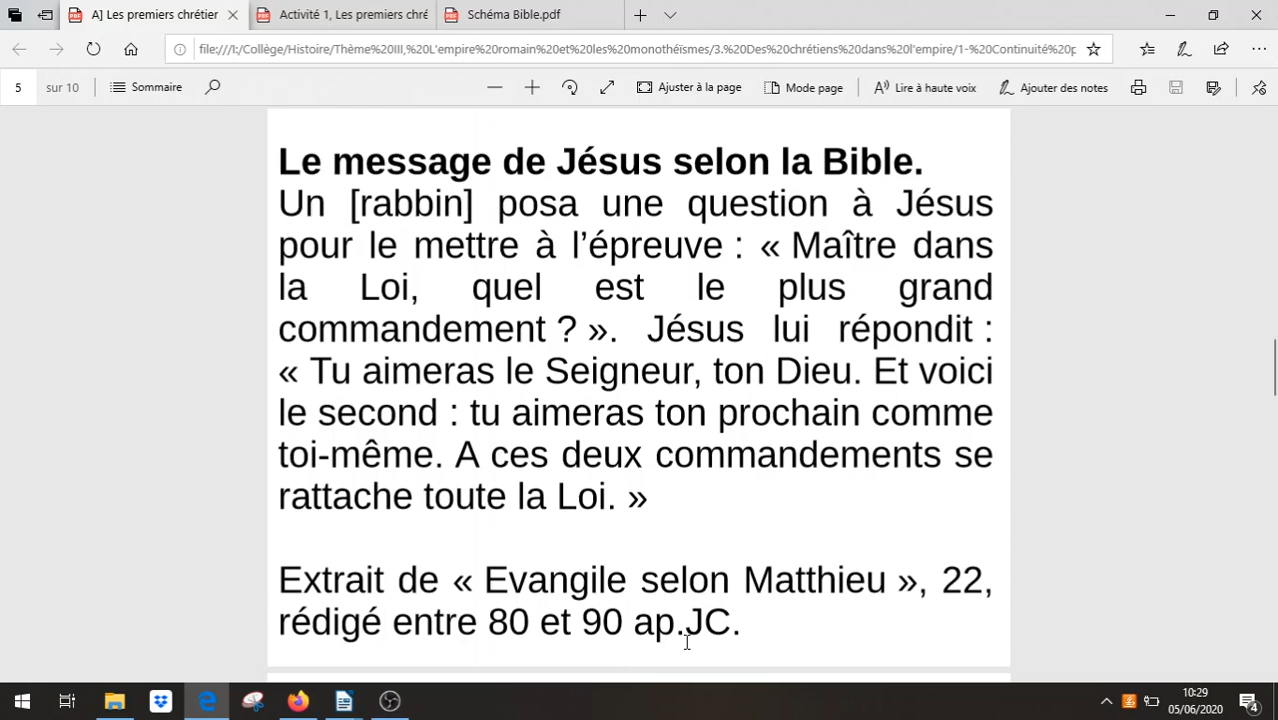 A] Les premiers chrétier
Activité 1, Les premiers chré
Schéma Bible.pdf
file:///I:/Collège/Histoire/Thème%20III,%20L'empire%20romain%20et%20les%20monothéïsmes/3.%20Des%20chrétiens%20dans%20l'empire/1-%20Continuité%20p
5 sur 10 Sommaire Ajuster à la page Mode page Lire à haute voix Ajouter des notes
Le message de Jésus selon la Bible.
Un [rabbin] posa une question à Jésus
pour le mettre à l’épreuve : « Maître dans
la Loi, quel est le plus grand
commandement ? ». Jésus lui répondit :
« Tu aimeras le Seigneur, ton Dieu. Et voici
le second : tu aimeras ton prochain comme
toi-même. A ces deux commandements se
rattache toute la Loi. »
Extrait de « Evangile selon Matthieu », 22,
rédigé entre 80 et 90 ap.JC.
10:29
05/06/2020
4